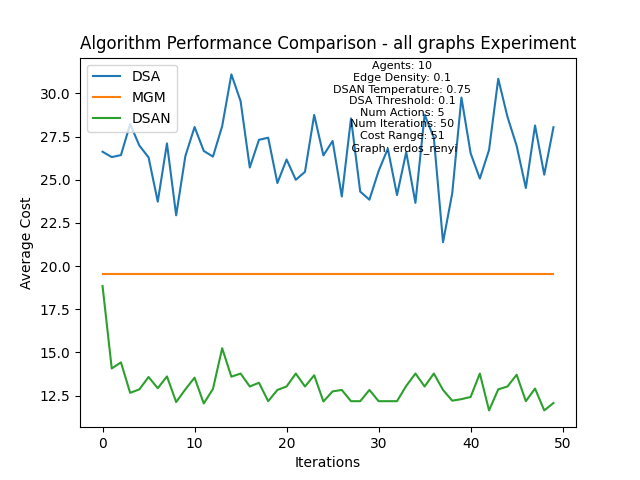 Algorithm Performance Comparison - all graphs Experiment
DSA
MGM
DSAN
Agents: 10
Edge Density: 0.1
DSAN Temperature: 0.75
DSA Threshold: 0.1
Num Actions: 5
Num Iterations: 50
Cost Range: 51
Graph: erdos_renyi
Average Cost
30.0
27.5
25.0
22.5
20.0
17.5
15.0
12.5
0 10 20 30 40 50
Iterations